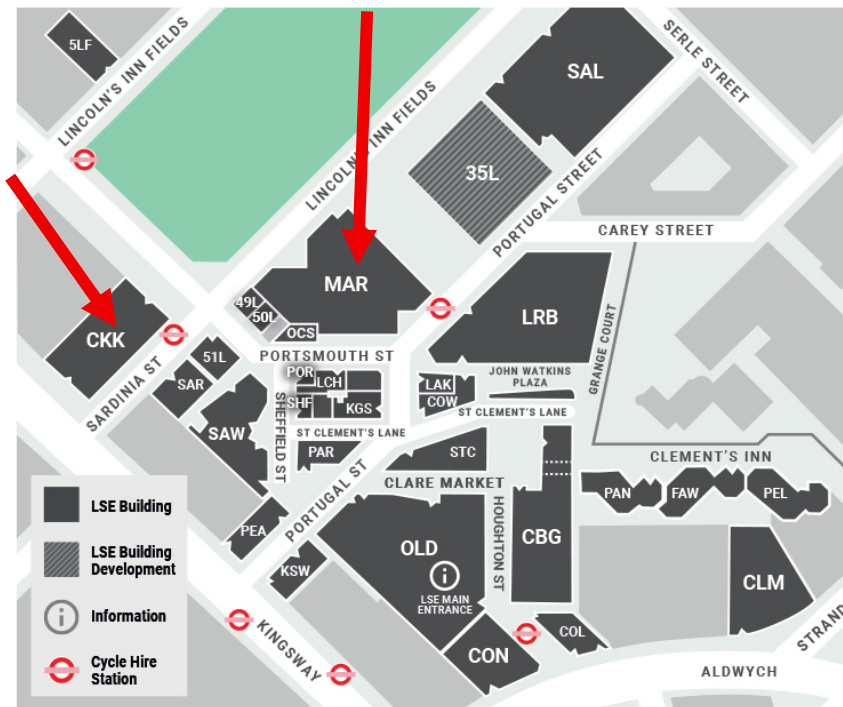 5LF
LINCOLN'S INN FIELDS
LINCOLN'S INN FIELDS
SAL
SERLE STREET
35L
PORTUGAL STREET
CAREY STREET
MAR
49L
50L
OCS
LRB
GRANGE COURT
CKK
SARDINIA ST
51L
SAR
PORTSMOUTH ST
POR
LCH
SHF
KGS
SHEFFIELD ST
SAW
ST CLEMENT'S LANE
PAR
JOHN WATKINS
PLAZA
LAK
COW
ST CLEMENT'S LANE
STC
CLARE MARKET
CLEMENT'S INN
PAN
FAW
PEL
PORTUGAL ST
PEA
KSW
OLD
i
LSE MAIN
ENTRANCE
HOUGHTON ST
CBG
CLM
COL
CON
KINGSWAY
ALDWYCH
STRAND
LSE Building
LSE Building
Development
i
Information
Cycle Hire
Station